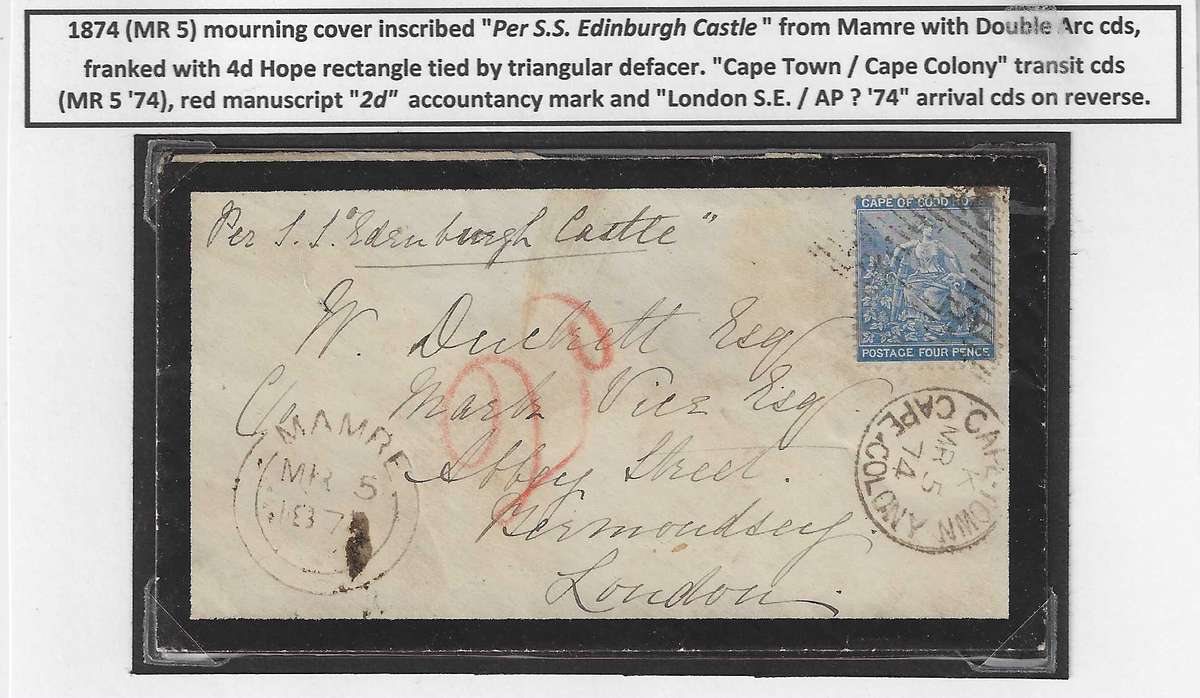 1874 (MR 5) mourning cover inscribed "Per S.S. Edinburgh Castle " from Mamre with Double Arc cds,
franked with 4d Hope rectangle tied by triangular defacer. "Cape Town / Cape Colony" transit cds
(MR 5 '74), red manuscript "2d" accountancy mark and "London S.E. / AP ? '74" arrival cds on reverse.
Per S.S. "Edenburgh Castle"
CAPE OF GOOD HOPE
POSTAGE FOUR PENCE
W. Duckett Esq
C/o Mark Vice Esq.
Abbey Street.
Bermondsey.
London.
MAMRE
MR 5
CAPE TOWN
K
MR 5
74
CAPE·COLONY